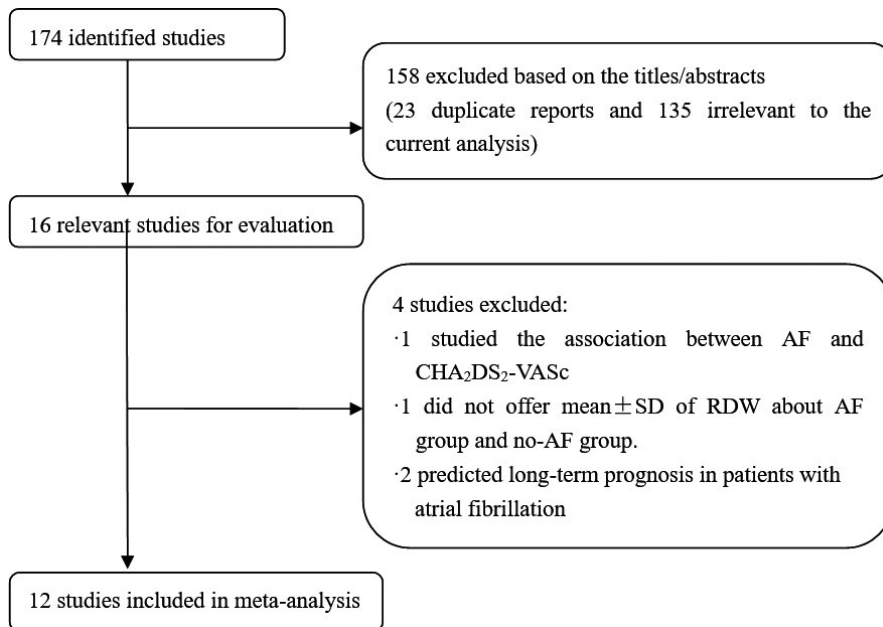 174 identified studies
158 excluded based on the titles/abstracts
(23 duplicate reports and 135 irrelevant to the
current analysis)
16 relevant studies for evaluation
4 studies excluded:
·1 studied the association between AF and
CHA₂DS₂-VASc
·1 did not offer mean±SD of RDW about AF
group and no-AF group.
·2 predicted long-term prognosis in patients with
atrial fibrillation
12 studies included in meta-analysis